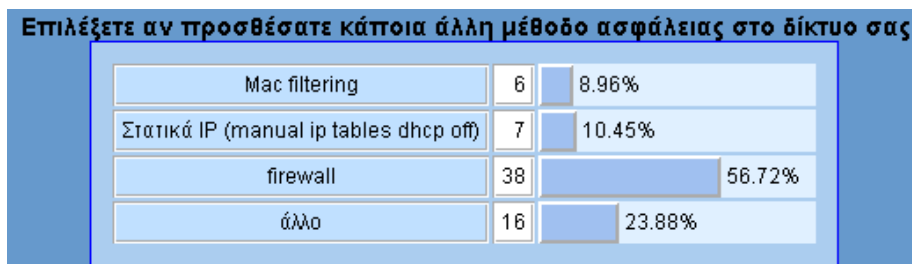 Επιλέξετε αν προσθέσατε κάποια άλλη μέθοδο ασφάλειας στο δίκτυο σας
Mac filtering 6 8.96%
Στατικά IP (manual ip tables dhcp off) 7 10.45%
firewall 38 56.72%
άλλο 16 23.88%